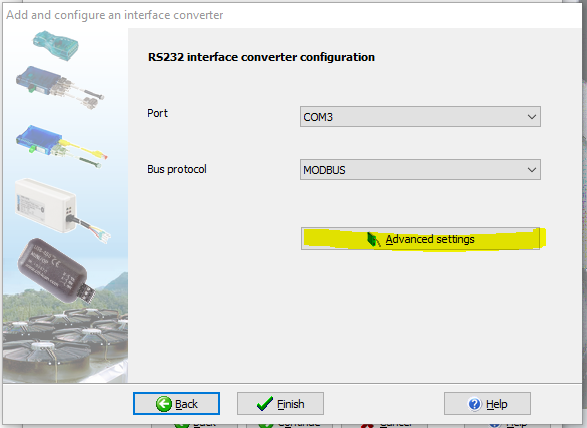 Add and configure an interface converter
RS232 interface converter configuration
Port
COM3
Bus protocol
MODBUS
Advanced settings
Back
Finish
Help